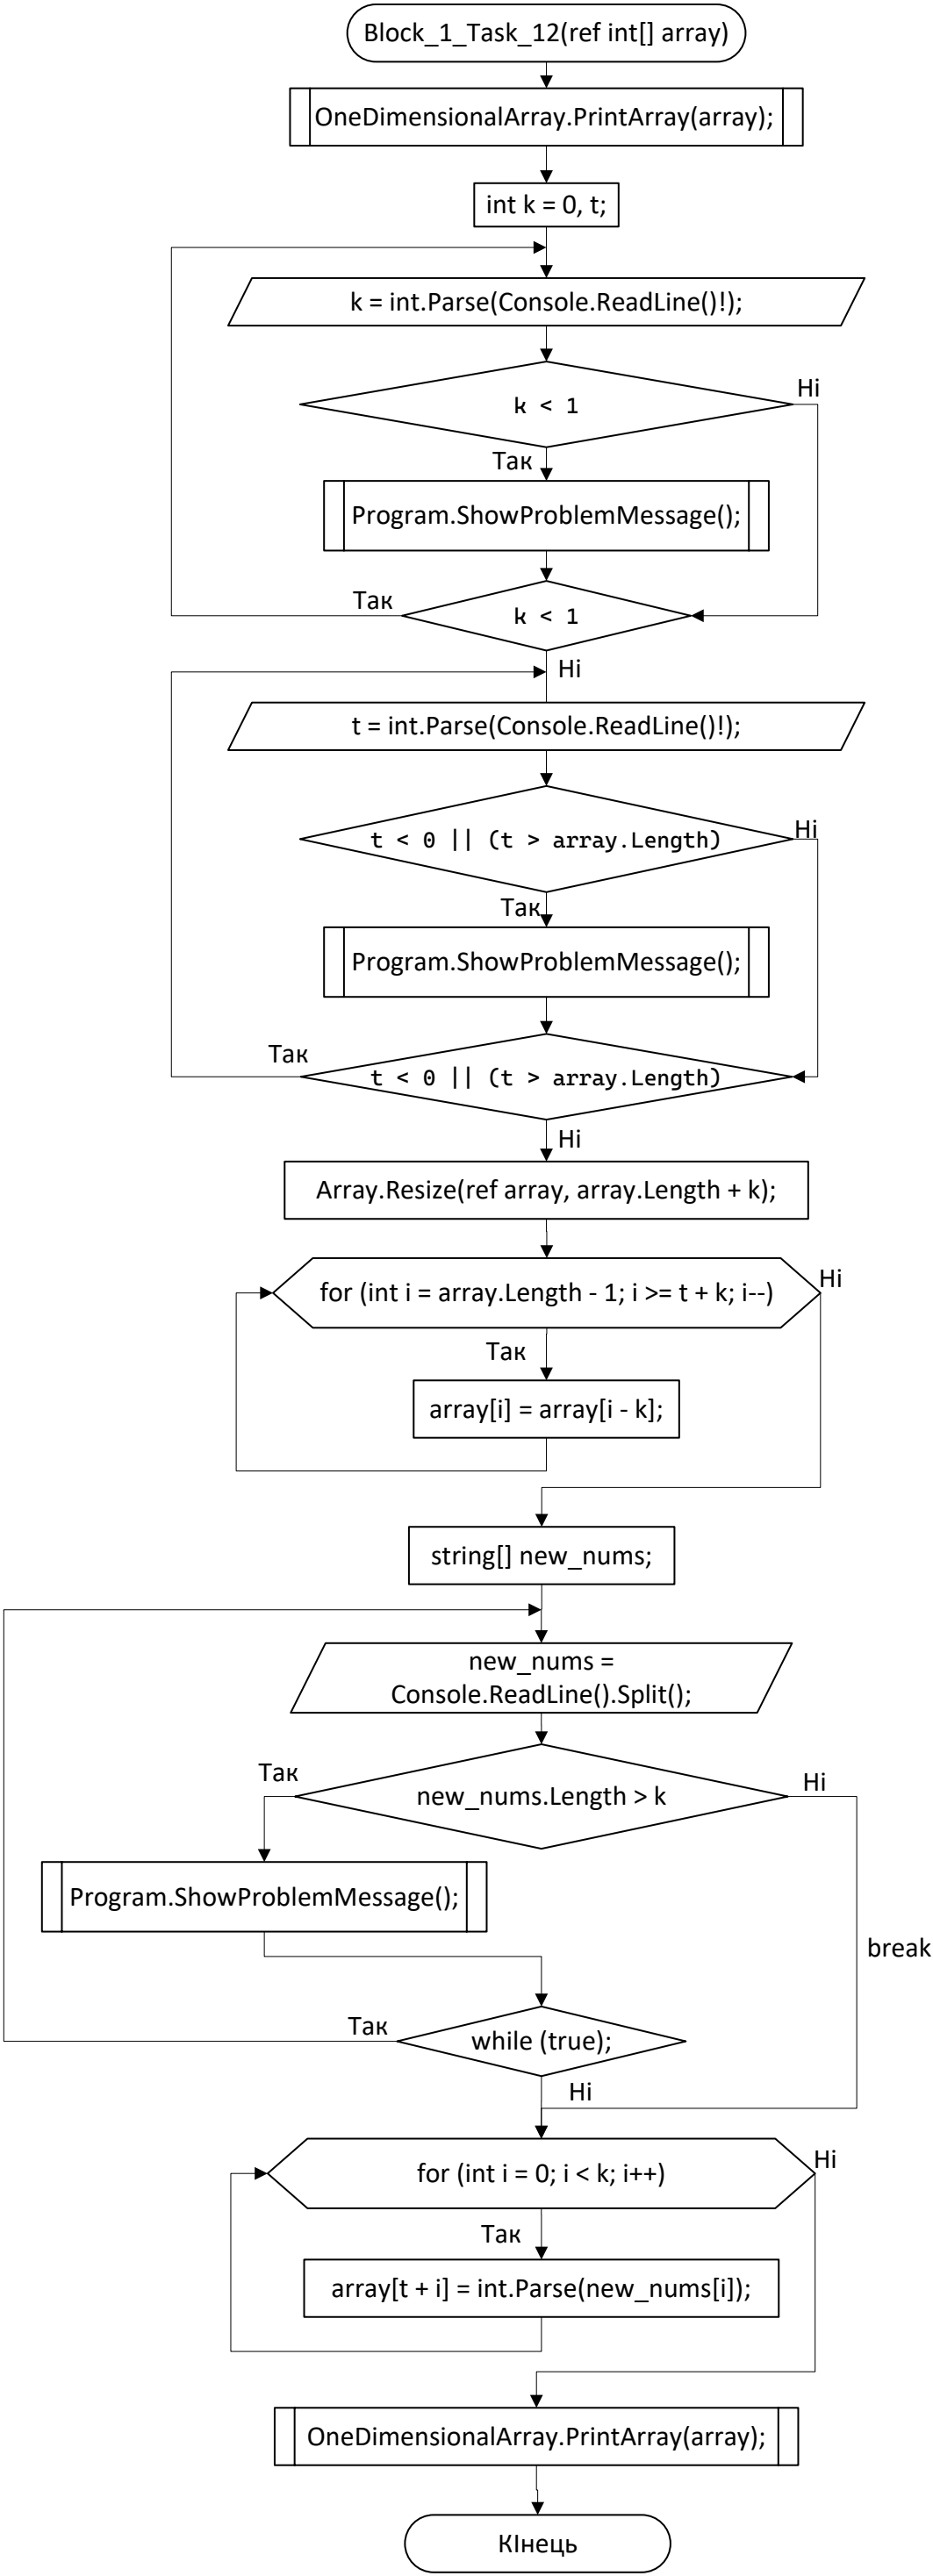 Block_1_Task_12(ref int[] array)
OneDimensionalArray.PrintArray(array);
int k = 0, t;
k = int.Parse(Console.ReadLine()!);
Ні
k < 1
Так
Program.ShowProblemMessage();
Так
k < 1
Ні
t = int.Parse(Console.ReadLine()!);
Ні
t < 0 || (t > array.Length)
Так
Program.ShowProblemMessage();
Так
t < 0 || (t > array.Length)
Ні
Array.Resize(ref array, array.Length + k);
Ні
for (int i = array.Length - 1; i >= t + k; i--)
Так
array[i] = array[i - k];
string[] new_nums;
new_nums =
Console.ReadLine().Split();
Так
Ні
new_nums.Length > k
Program.ShowProblemMessage();
break
Так
while (true);
Ні
Ні
for (int i = 0; i < k; i++)
Так
array[t + i] = int.Parse(new_nums[i]);
OneDimensionalArray.PrintArray(array);
КІнець